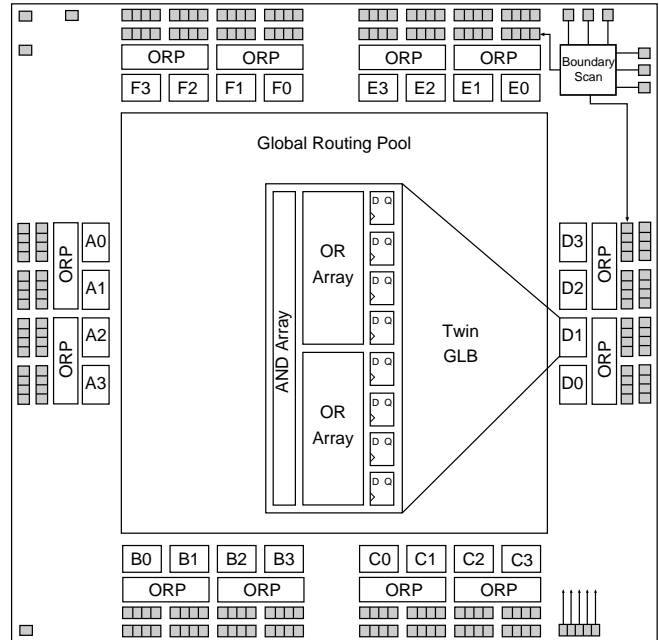 ORP ORP ORP ORP
F3 F2 F1 F0 E3 E2 E1 E0
Boundary
Scan
Global Routing Pool
ORP
A0
A1
ORP
A2
A3
AND Array
OR
Array
OR
Array
D Q
D Q
D Q
D Q
D Q
D Q
D Q
D Q
Twin
GLB
D3
D2
ORP
D1
D0
ORP
B0 B1 B2 B3 C0 C1 C2 C3
ORP ORP ORP ORP